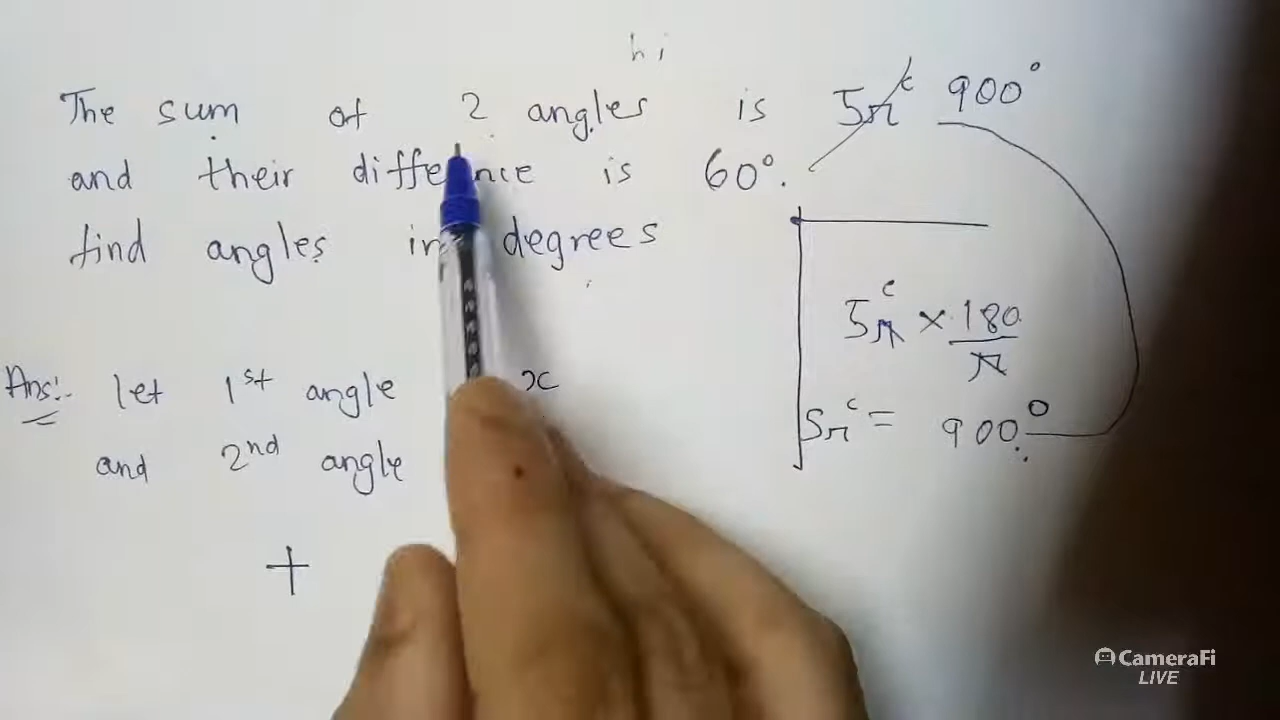 hi
The sum of 2 angles is 5π^c 900°
and their difference is 60°.
find angles in degrees
5π^c × 180/π
5π^c = 900°
Ans:- let 1st angle x
and 2nd angle
+
CameraFi
LIVE